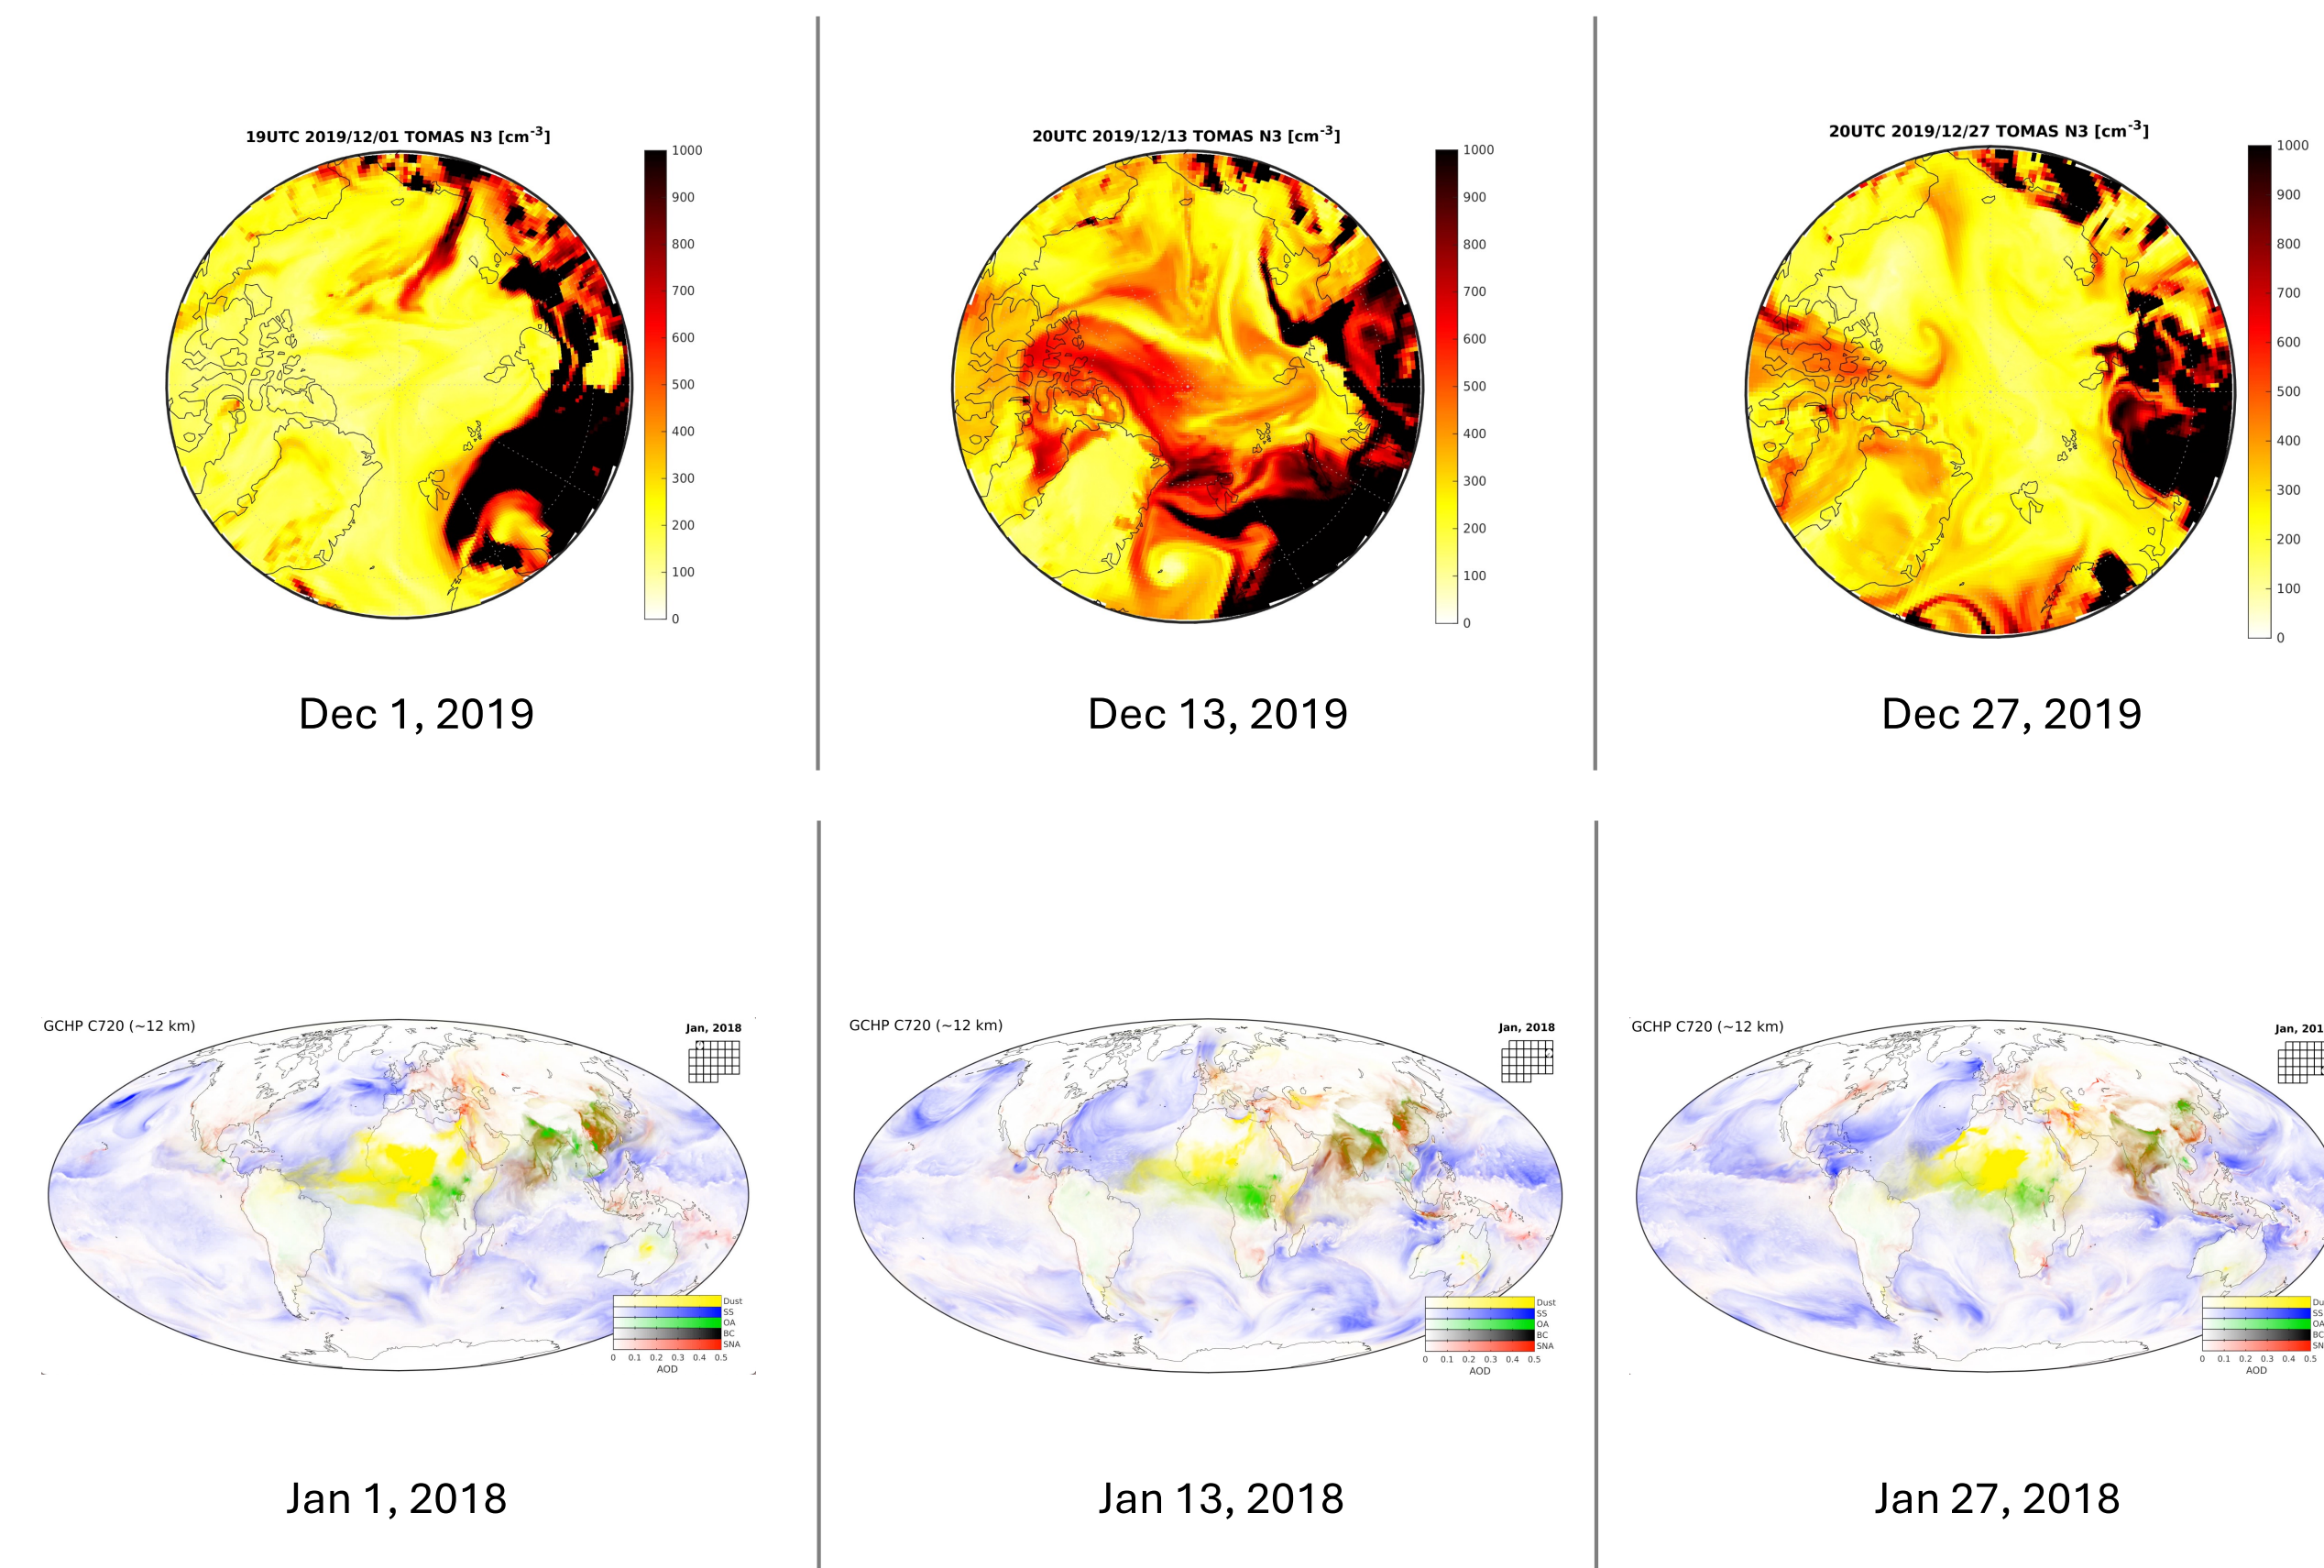 19UTC 2019/12/01 TOMAS N3 [cm-3]
1000
900
800
700
600
500
400
300
200
100
0
Dec 1, 2019
20UTC 2019/12/13 TOMAS N3 [cm-3]
1000
900
800
700
600
500
400
300
200
100
0
Dec 13, 2019
20UTC 2019/12/27 TOMAS N3 [cm-3]
1000
900
800
700
600
500
400
300
200
100
0
Dec 27, 2019
GCHP C720 (~12 km)
Jan, 2018
Dust
SS
OA
BC
SNA
0 0.1 0.2 0.3 0.4 0.5
AOD
Jan 1, 2018
GCHP C720 (~12 km)
Jan, 2018
Dust
SS
OA
BC
SNA
0 0.1 0.2 0.3 0.4 0.5
AOD
Jan 13, 2018
GCHP C720 (~12 km)
Jan, 201
Du
SS
OA
BC
SN
0 0.1 0.2 0.3 0.4 0.5
AOD
Jan 27, 2018